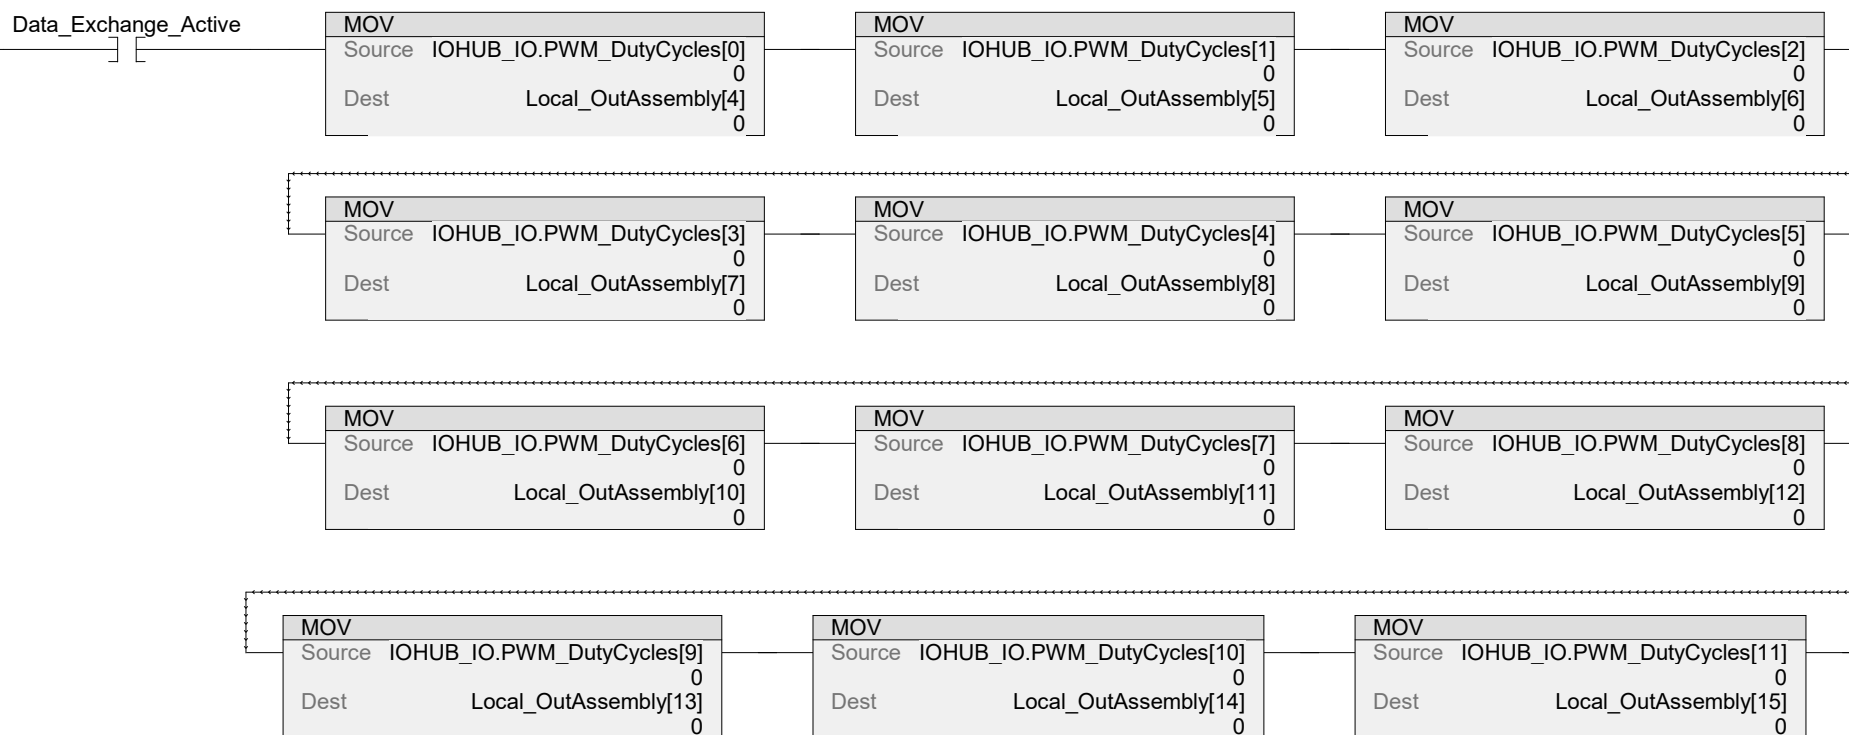 Data_Exchange_Active
MOV MOV MOV
Source IOHUB_IO.PWM_DutyCycles[0] Source IOHUB_IO.PWM_DutyCycles[1] Source IOHUB_IO.PWM_DutyCycles[2]
0 0 0
Dest Local_OutAssembly[4] Dest Local_OutAssembly[5] Dest Local_OutAssembly[6]
0 0 0
MOV MOV MOV
Source IOHUB_IO.PWM_DutyCycles[3] Source IOHUB_IO.PWM_DutyCycles[4] Source IOHUB_IO.PWM_DutyCycles[5]
0 0 0
Dest Local_OutAssembly[7] Dest Local_OutAssembly[8] Dest Local_OutAssembly[9]
0 0 0
MOV MOV MOV
Source IOHUB_IO.PWM_DutyCycles[6] Source IOHUB_IO.PWM_DutyCycles[7] Source IOHUB_IO.PWM_DutyCycles[8]
0 0 0
Dest Local_OutAssembly[10] Dest Local_OutAssembly[11] Dest Local_OutAssembly[12]
0 0 0
MOV MOV MOV
Source IOHUB_IO.PWM_DutyCycles[9] Source IOHUB_IO.PWM_DutyCycles[10] Source IOHUB_IO.PWM_DutyCycles[11]
0 0 0
Dest Local_OutAssembly[13] Dest Local_OutAssembly[14] Dest Local_OutAssembly[15]
0 0 0